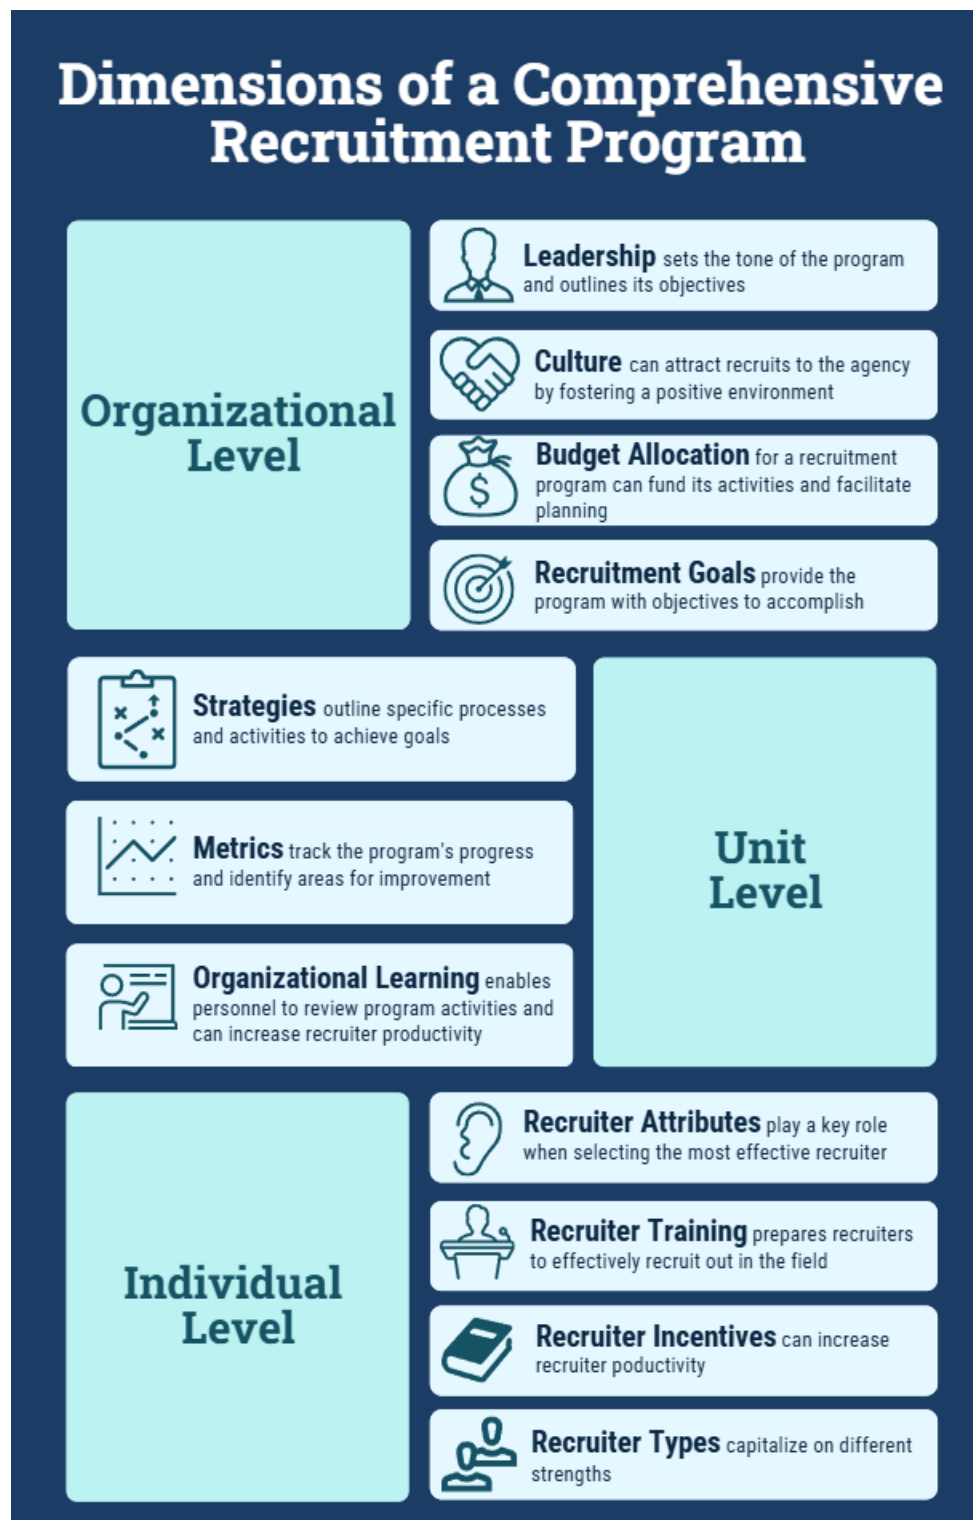 Dimensions of a Comprehensive
Recruitment Program
Organizational
Level
Leadership sets the tone of the program
and outlines its objectives
Culture can attract recruits to the agency
by fostering a positive environment
Budget Allocation for a recruitment
program can fund its activities and facilitate
planning
$
Recruitment Goals provide the
program with objectives to accomplish
Strategies outline specific processes
and activities to achieve goals
Metrics track the program's progress
and identify areas for improvement
Organizational Learning enables
personnel to review program activities and
can increase recruiter productivity
Unit
Level
Individual
Level
Recruiter Attributes play a key role
when selecting the most effective recruiter
Recruiter Training prepares recruiters
to effectively recruit out in the field
Recruiter Incentives can increase
recruiter poductivity
Recruiter Types capitalize on different
strengths